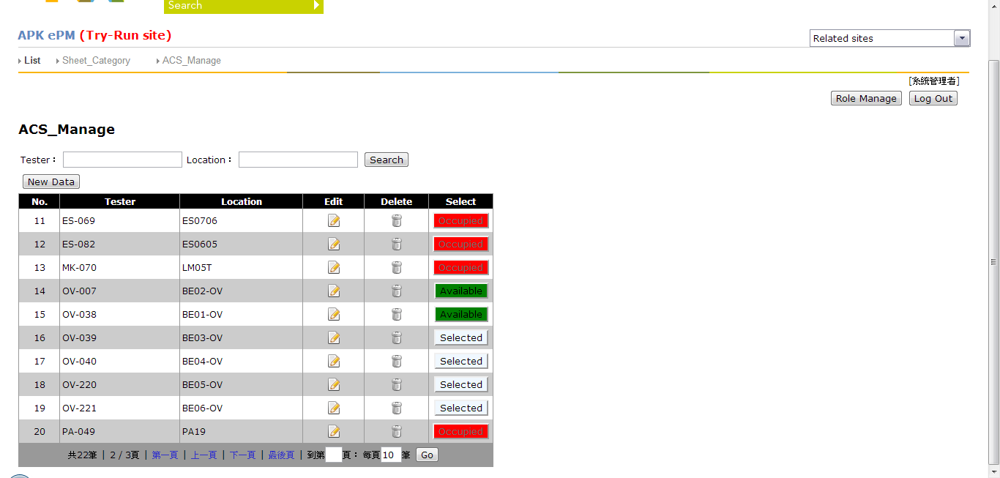 Search
APK ePM (Try-Run site)
Related sites
List Sheet_Category ACS_Manage
[系統管理者]
Role Manage Log Out
ACS_Manage
Tester： Location： Search
New Data
No. Tester Location Edit Delete Select
11 ES-069 ES0706 Occupied
12 ES-082 ES0605 Occupied
13 MK-070 LM05T Occupied
14 OV-007 BE02-OV Available
15 OV-038 BE01-OV Available
16 OV-039 BE03-OV Selected
17 OV-040 BE04-OV Selected
18 OV-220 BE05-OV Selected
19 OV-221 BE06-OV Selected
20 PA-049 PA19 Occupied
共22筆 | 2 / 3頁 | 第一頁 | 上一頁 | 下一頁 | 最後頁 | 到第 頁： 每頁 10 筆 Go